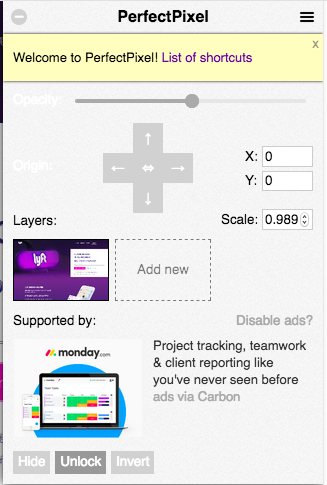 PerfectPixel
x
Welcome to PerfectPixel! List of shortcuts
Opacity:
Origin:
X: 0
Y: 0
Layers:
Scale: 0.989
lyft
Add new
Supported by:
Disable ads?
monday.com
Project tracking, teamwork
& client reporting like
you've never seen before
ads via Carbon
Hide
Unlock
Invert